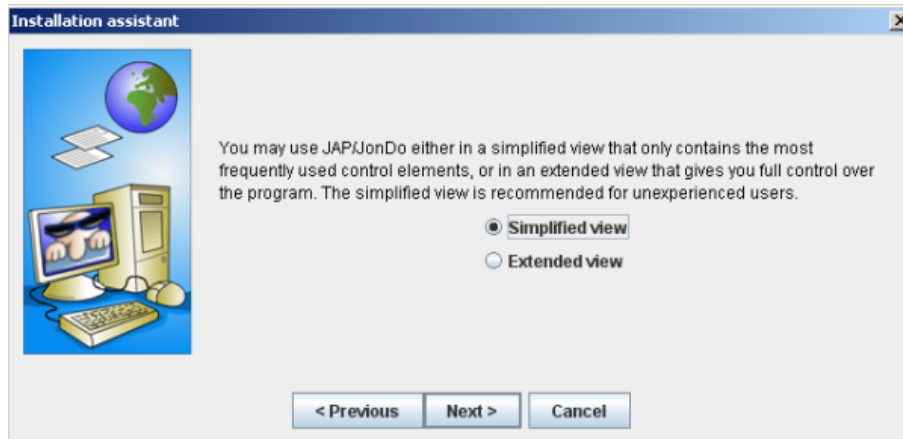 Installation assistant
You may use JAP/JonDo either in a simplified view that only contains the most
frequently used control elements, or in an extended view that gives you full control over
the program. The simplified view is recommended for unexperienced users.
Simplified view
Extended view
< Previous Next > Cancel